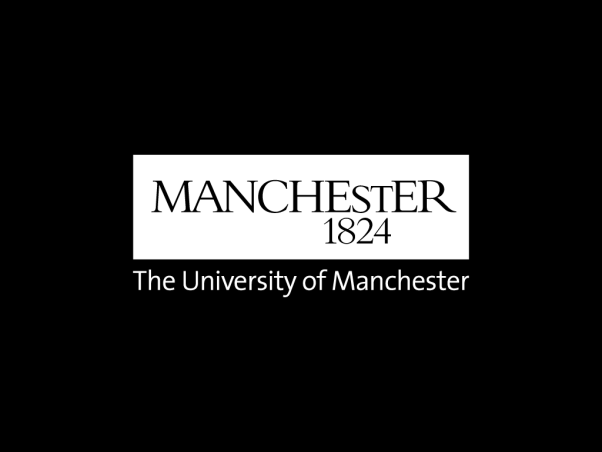 MANCHEsTER
1824
The University of Manchester